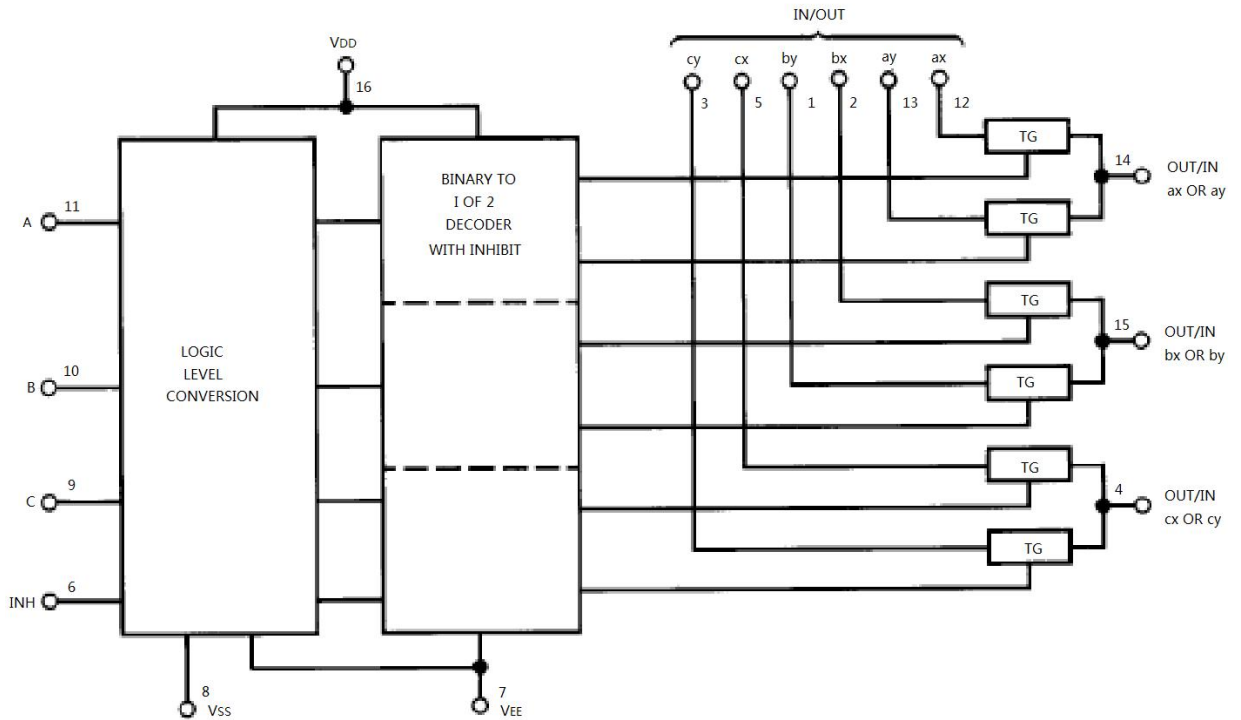 IN/OUT
VDD
16
cy
cx
by
bx
ay
ax
3
5
1
2
13
12
TG
14
OUT/IN
ax OR ay
BINARY TO
I OF 2
DECODER
WITH INHIBIT
11
A
TG
TG
15
OUT/IN
bx OR by
LOGIC
LEVEL
CONVERSION
10
B
TG
TG
9
C
4
OUT/IN
cx OR cy
TG
6
INH
8
VSS
7
VEE